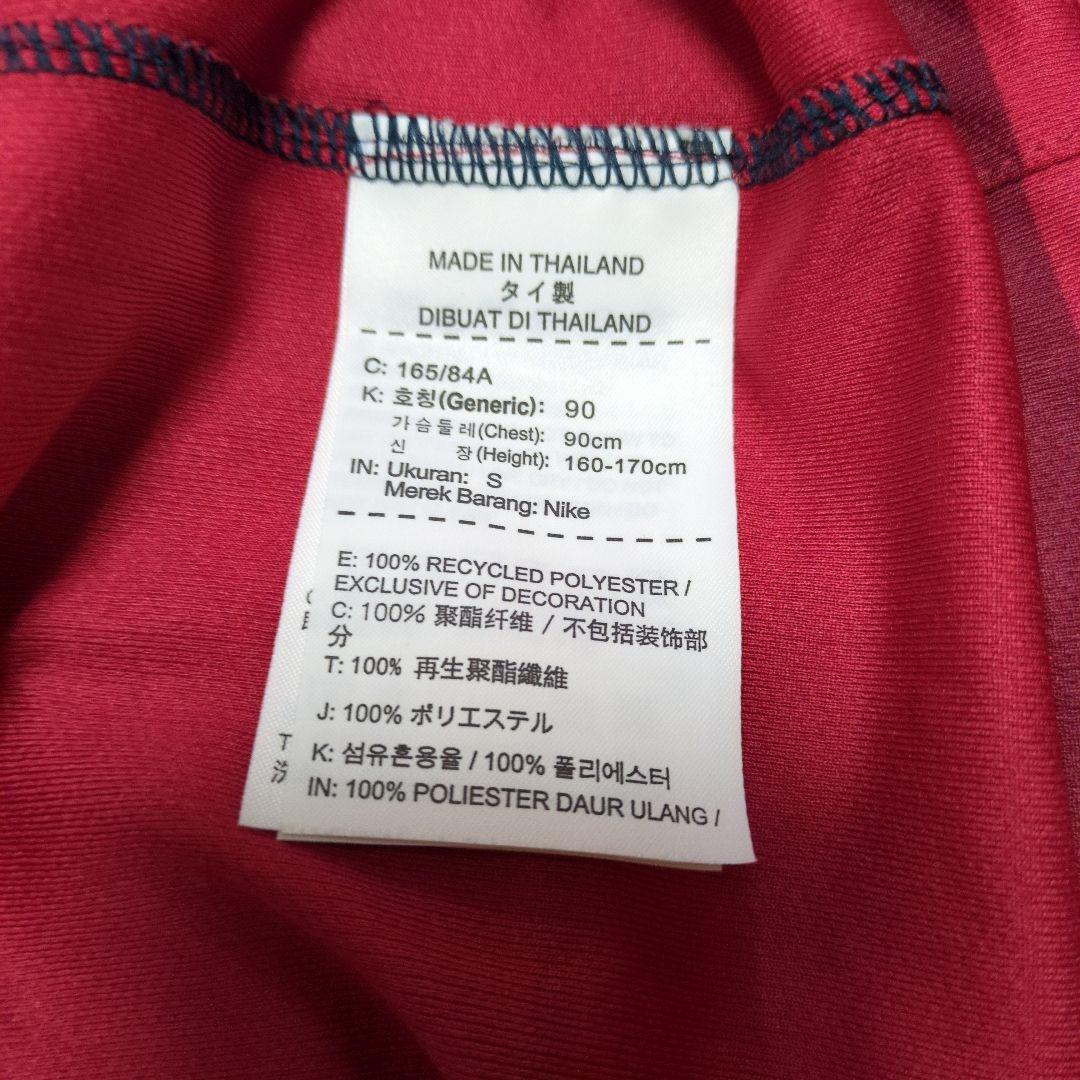 MADE IN THAILAND
タイ製
DIBUAT DI THAILAND
C: 165/84A
K: 호칭(Generic): 90
가슴둘레(Chest): 90cm
신 장(Height): 160-170cm
IN: Ukuran: S
Merek Barang: Nike
E: 100% RECYCLED POLYESTER /
EXCLUSIVE OF DECORATION
C: 100% 聚酯纤维 / 不包括装饰部
分
T: 100% 再生聚酯纖維
J: 100% ポリエステル
K: 섬유혼용율 / 100% 폴리에스터
IN: 100% POLIESTER DAUR ULANG /